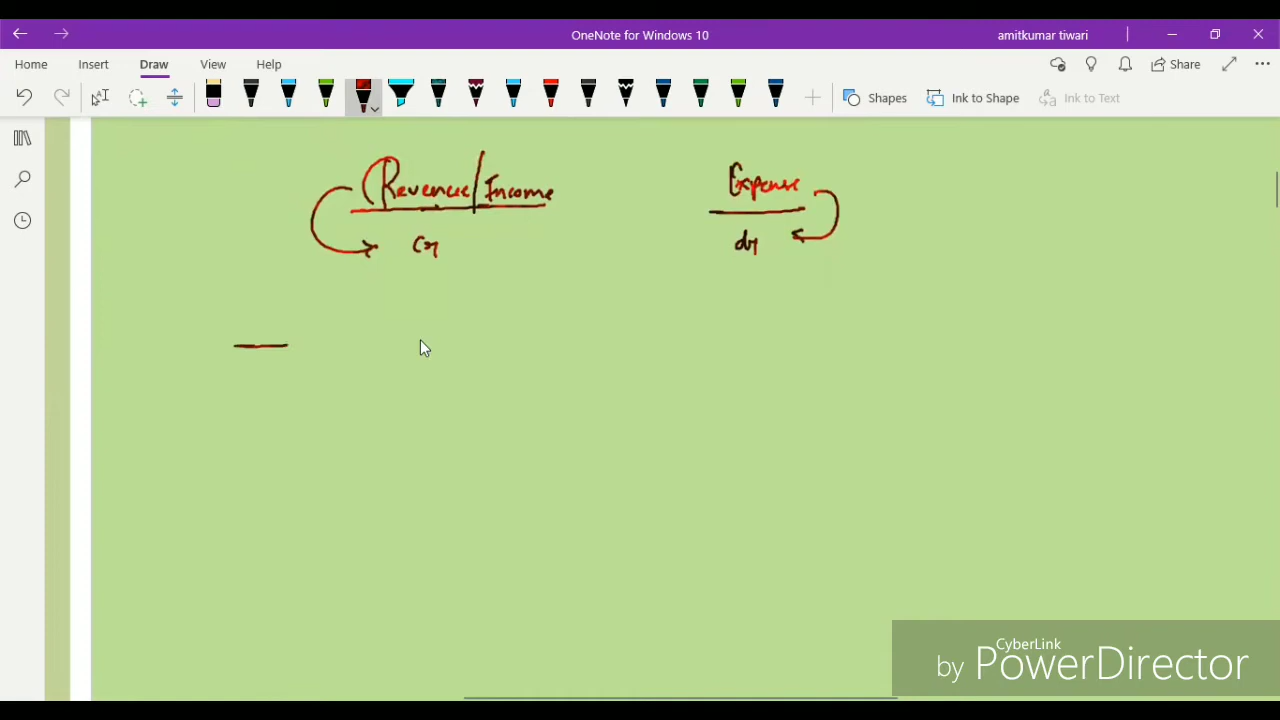 OneNote for Windows 10
amitkumar tiwari
Home Insert Draw View Help
Share
Shapes Ink to Shape Ink to Text
Revenue/Income Expense
Cr dr
CyberLink
by PowerDirector